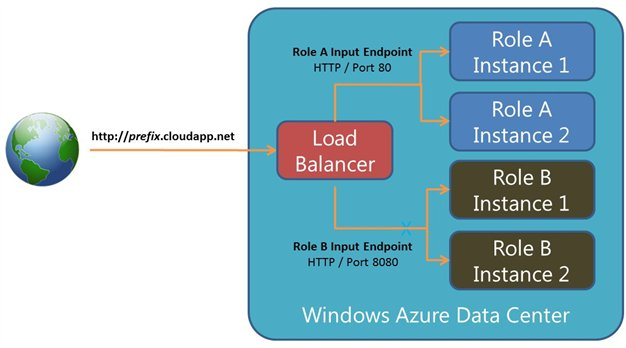 Role A Input Endpoint
HTTP / Port 80
Role A
Instance 1
http://prefix.cloudapp.net
Load
Balancer
Role A
Instance 2
Role B
Instance 1
Role B Input Endpoint
HTTP / Port 8080
Role B
Instance 2
Windows Azure Data Center